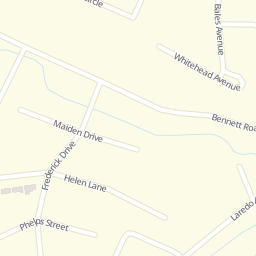 Bales Avenue
Whitehead Avenue
Bennett Roa
Maiden Drive
Frederick Drive
Helen Lane
Phelps Street
Laredo A